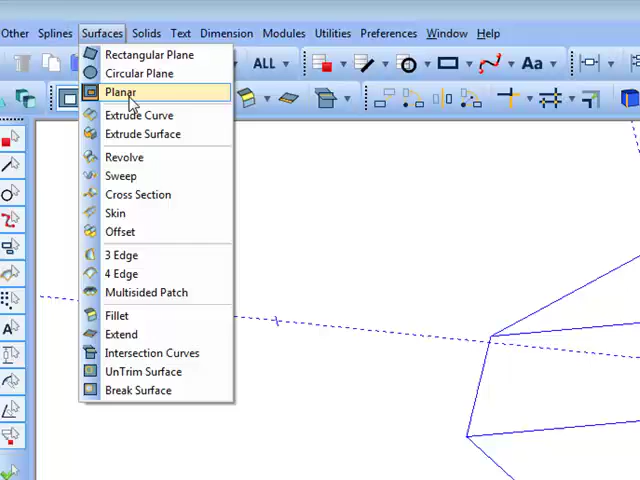 Other Splines Surfaces Solids Text Dimension Modules Utilities Preferences Window Help
ALL Aa
Rectangular Plane
Circular Plane
Planar
Extrude Curve
Extrude Surface
Revolve
Sweep
Cross Section
Skin
Offset
3 Edge
4 Edge
Multisided Patch
Fillet
Extend
Intersection Curves
UnTrim Surface
Break Surface
A